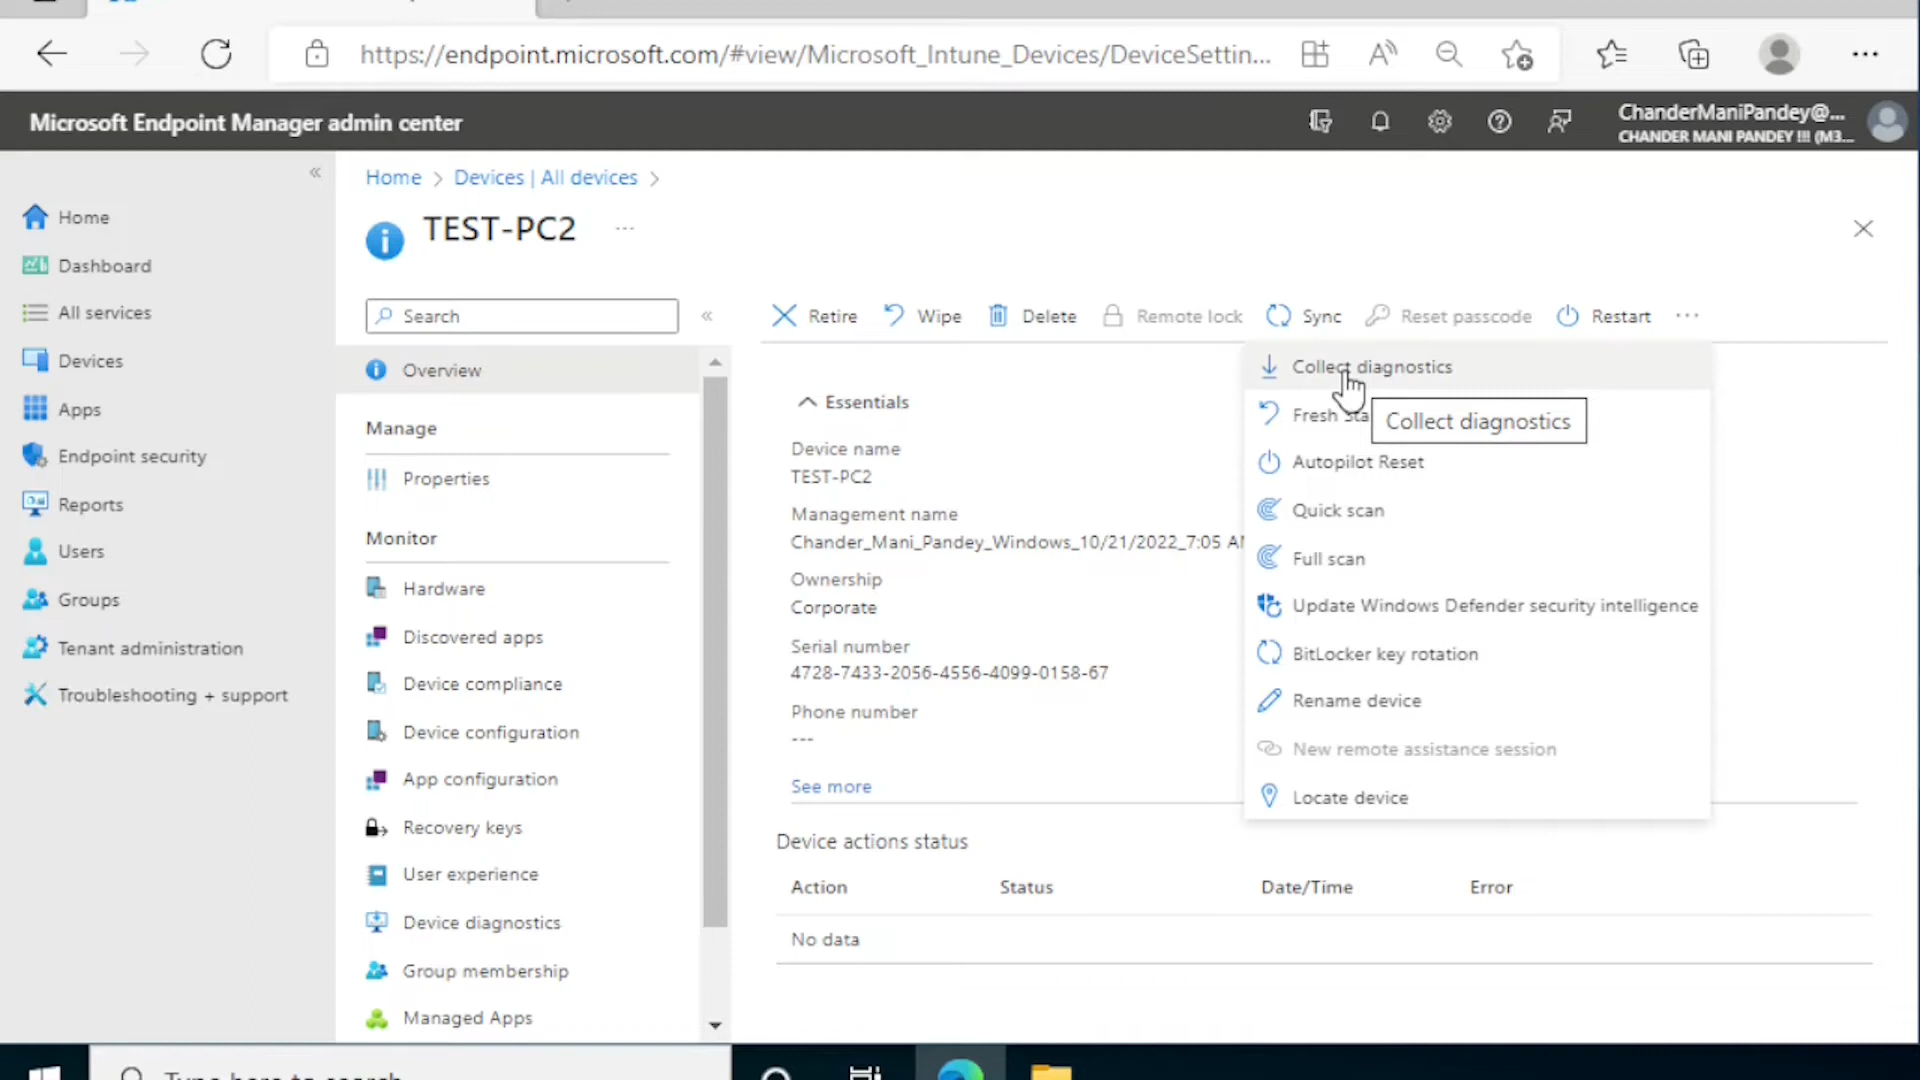 https://endpoint.microsoft.com/#view/Microsoft_Intune_Devices/DeviceSettin...
Microsoft Endpoint Manager admin center
ChanderManiPandey@...
CHANDER MANI PANDEY !!! (M3...
Home > Devices | All devices >
TEST-PC2 ...
Home
Dashboard
All services
Devices
Apps
Endpoint security
Reports
Users
Groups
Tenant administration
Troubleshooting + support
Search
Overview
Manage
Properties
Monitor
Hardware
Discovered apps
Device compliance
Device configuration
App configuration
Recovery keys
User experience
Device diagnostics
Group membership
Managed Apps
Retire Wipe Delete Remote lock Sync Reset passcode Restart ...
Essentials
Device name
TEST-PC2
Management name
Chander_Mani_Pandey_Windows_10/21/2022_7:05 A
Ownership
Corporate
Serial number
4728-7433-2056-4556-4099-0158-67
Phone number
---
See more
Collect diagnostics
Fresh Sta
Collect diagnostics
Autopilot Reset
Quick scan
Full scan
Update Windows Defender security intelligence
BitLocker key rotation
Rename device
New remote assistance session
Locate device
Device actions status
Action Status Date/Time Error
No data
Type here to search